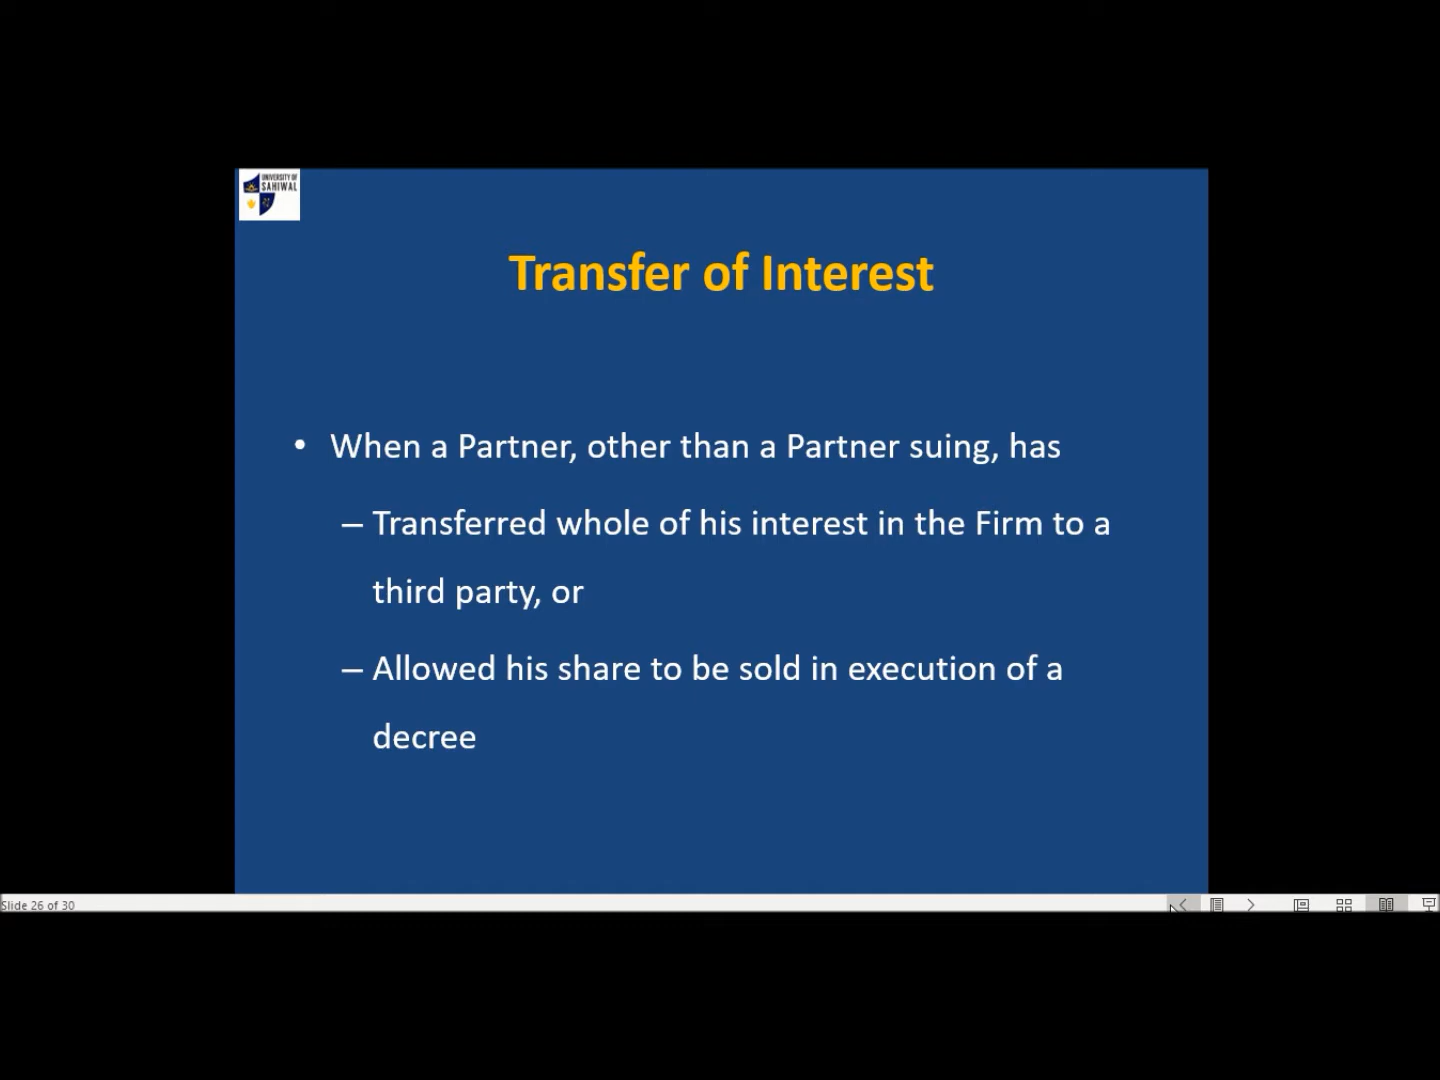 UNIVERSITY OF
SAHIWAL
Transfer of Interest
• When a Partner, other than a Partner suing, has
– Transferred whole of his interest in the Firm to a
third party, or
– Allowed his share to be sold in execution of a
decree
Slide 26 of 30